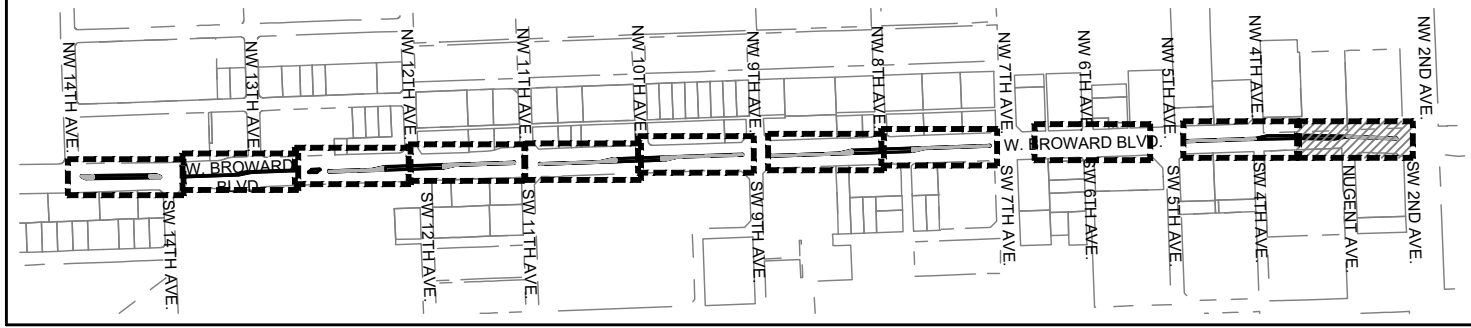 NW 14TH AVE.
NW 13TH AVE.
NW 12TH AVE.
NW 11TH AVE.
NW 10TH AVE.
NW 9TH AVE.
NW 8TH AVE.
NW 7TH AVE.
NW 6TH AVE.
NW 5TH AVE.
NW 4TH AVE.
NW 2ND AVE.
W. BROWARD
BLVD.
W. BROWARD BLVD.
SW 14TH AVE.
SW 12TH AVE.
SW 11TH AVE.
SW 9TH AVE.
SW 7TH AVE.
SW 6TH AVE.
SW 5TH AVE.
SW 4TH AVE.
NUGENT AVE.
SW 2ND AVE.